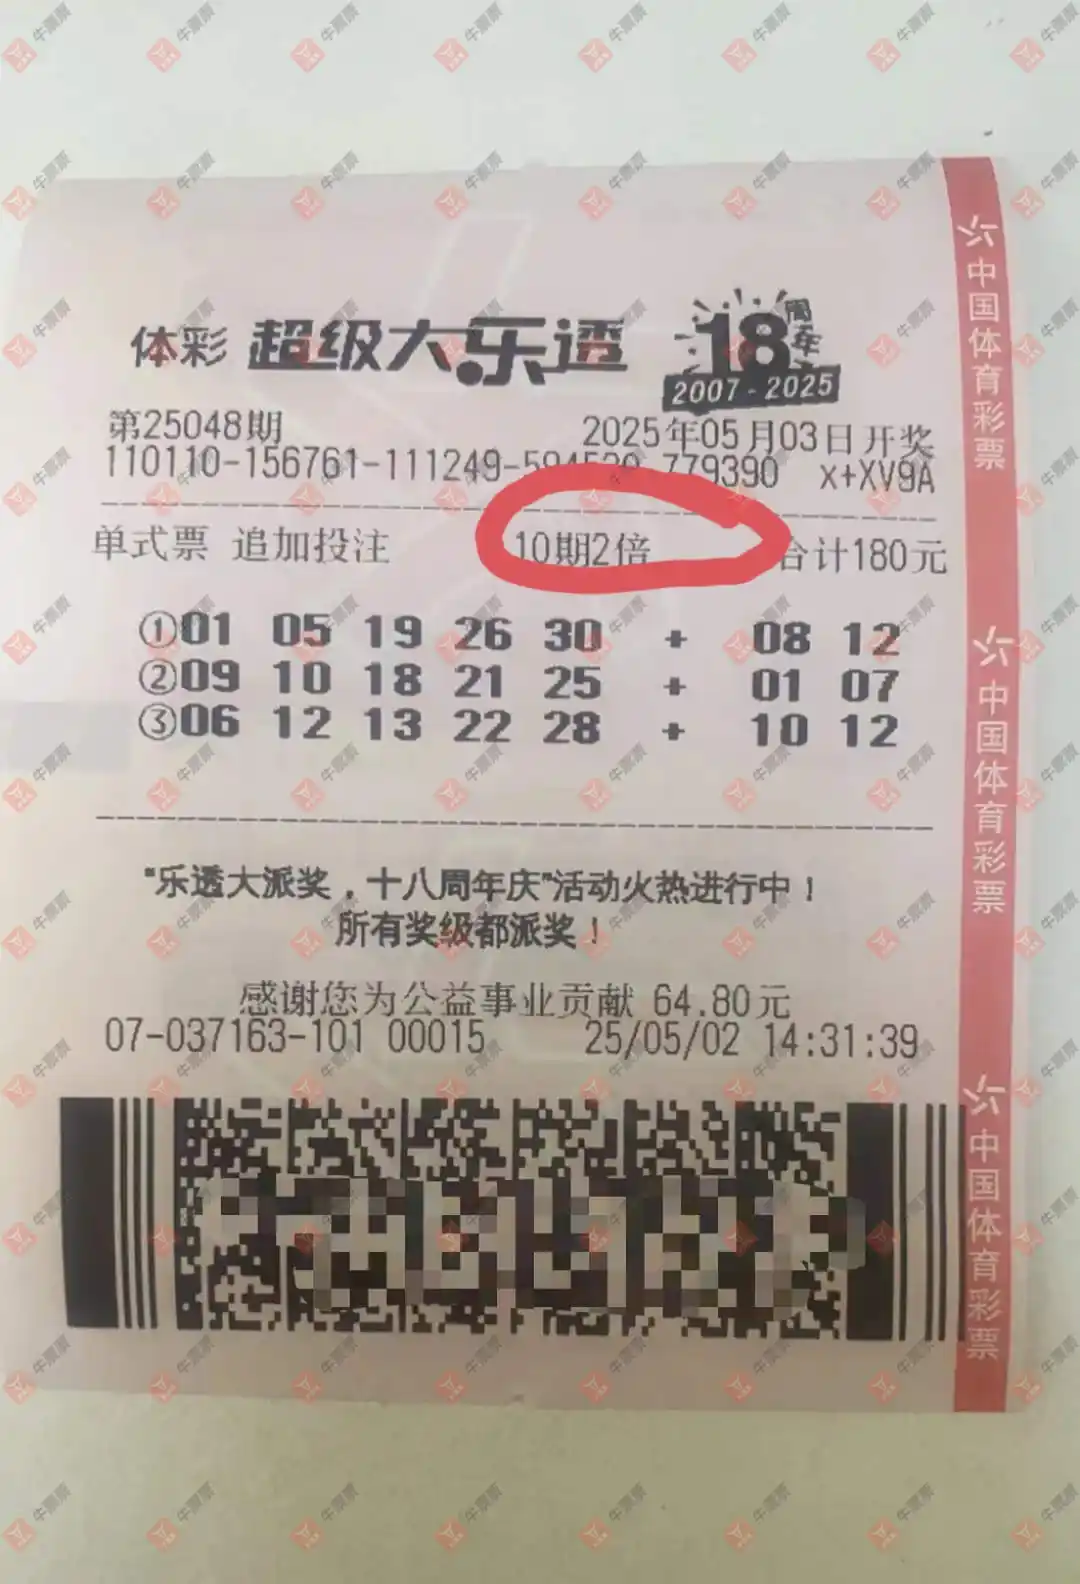 体彩 超级大乐透 18周年
2007-2025
第25048期 2025年05月03日开奖
110110-156761-111249- 779390 x+XV9A
单式票 追加投注 10期2倍 合计180元
①01 05 19 26 30 + 08 12
②09 10 18 21 25 + 01 07
③06 12 13 22 28 + 10 12
"乐透大派奖，十八周年庆"活动火热进行中！
所有奖级都派奖！
感谢您为公益事业贡献 64.80元
07-037163-101 00015 25/05/02 14:31:39
中国体育彩票
中国体育彩票
中国体育彩票
牛票票